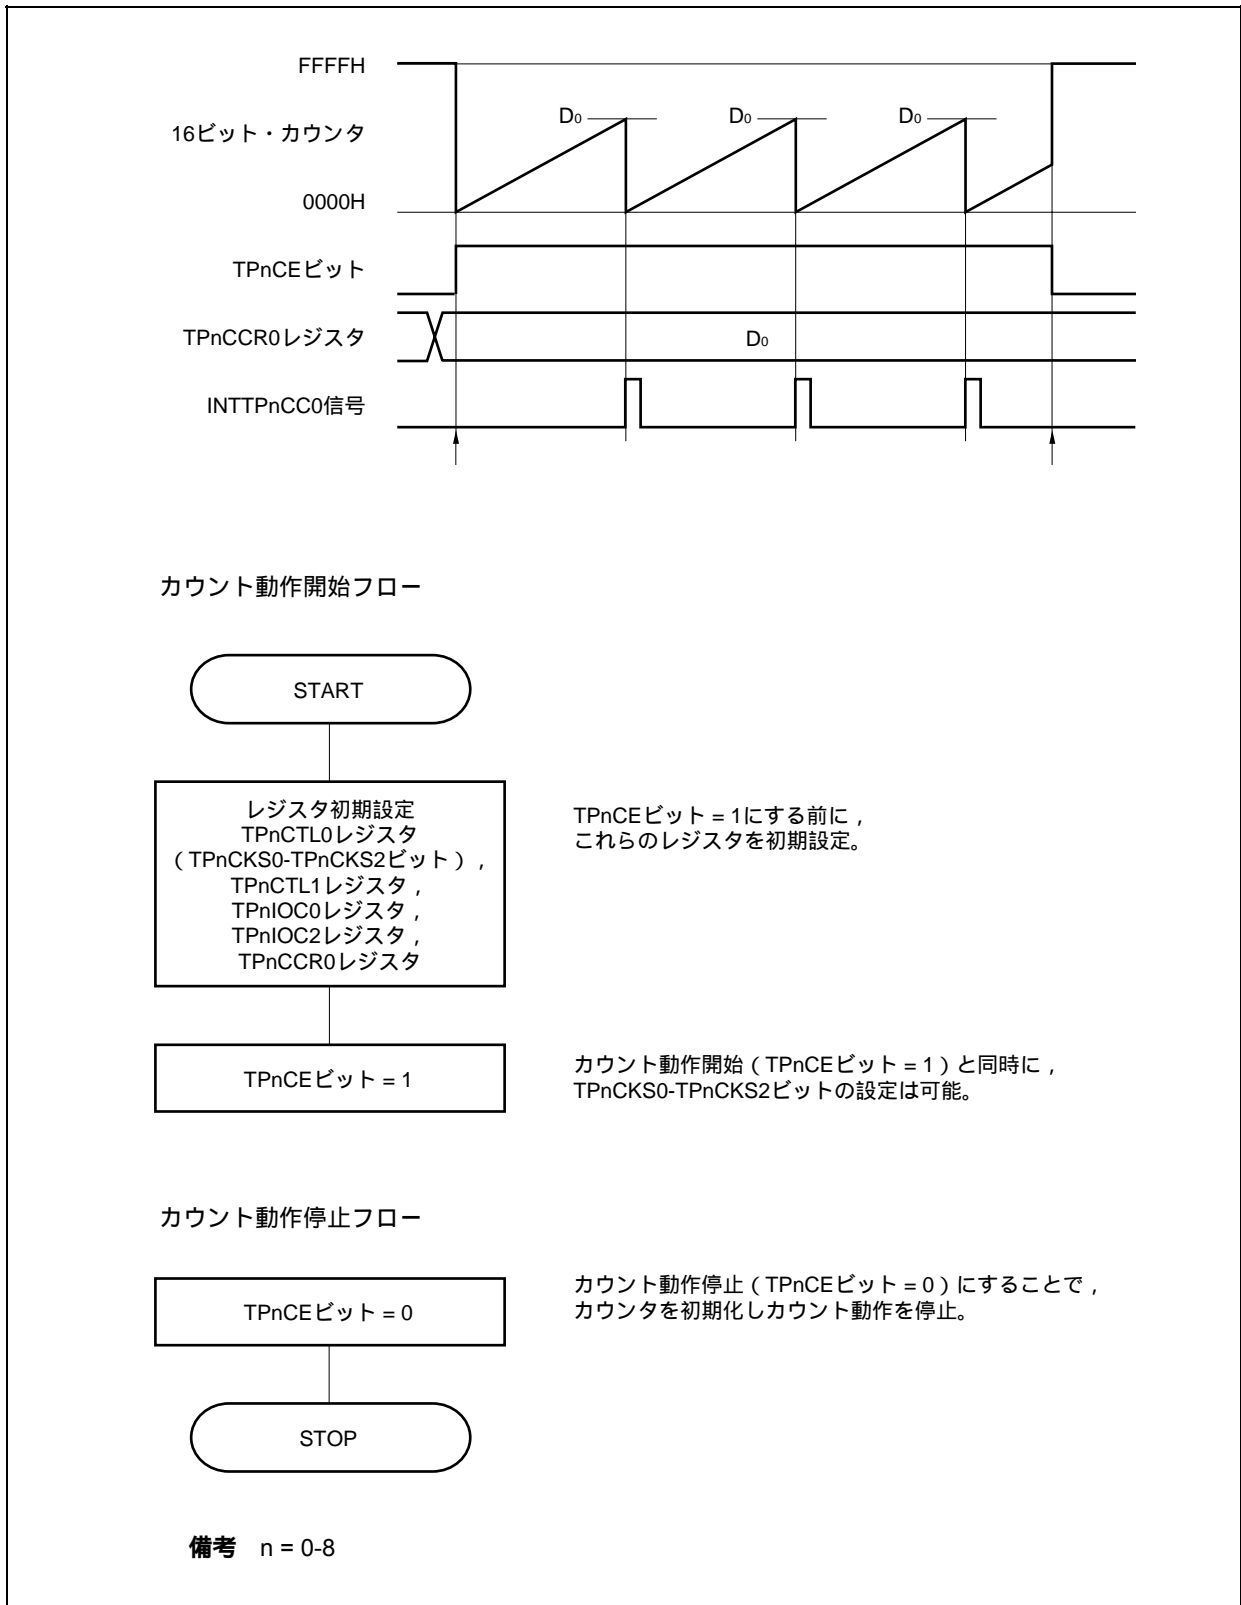 FFFFH
D0 D0 D0
16ビット・カウンタ
0000H
TPnCEビット
TPnCCR0レジスタ
D0
INTTPnCC0信号
カウント動作開始フロー
START
レジスタ初期設定
TPnCTL0レジスタ
（TPnCKS0-TPnCKS2ビット），
TPnCTL1レジスタ，
TPnIOC0レジスタ，
TPnIOC2レジスタ，
TPnCCR0レジスタ
TPnCEビット = 1にする前に，
これらのレジスタを初期設定。
TPnCEビット = 1
カウント動作開始（TPnCEビット = 1）と同時に，
TPnCKS0-TPnCKS2ビットの設定は可能。
カウント動作停止フロー
TPnCEビット = 0
カウント動作停止（TPnCEビット = 0）にすることで，
カウンタを初期化しカウント動作を停止。
STOP
備考 n = 0-8